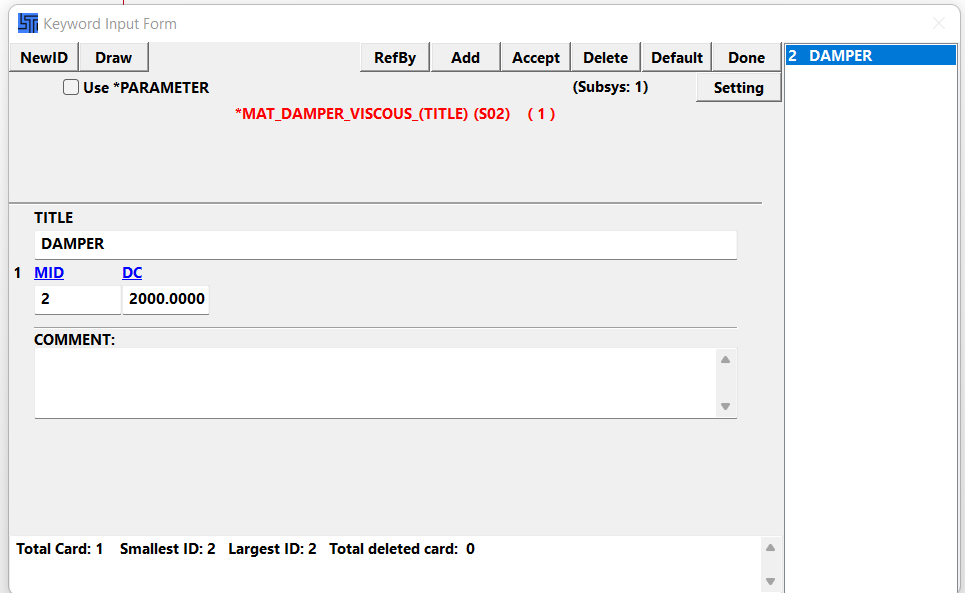 Keyword Input Form
NewID Draw RefBy Add Accept Delete Default Done
Use *PARAMETER (Subsys: 1) Setting
*MAT_DAMPER_VISCOUS_(TITLE) (S02) ( 1 )
TITLE
DAMPER
1 MID DC
2 2000.0000
COMMENT:
Total Card: 1 Smallest ID: 2 Largest ID: 2 Total deleted card: 0
2 DAMPER